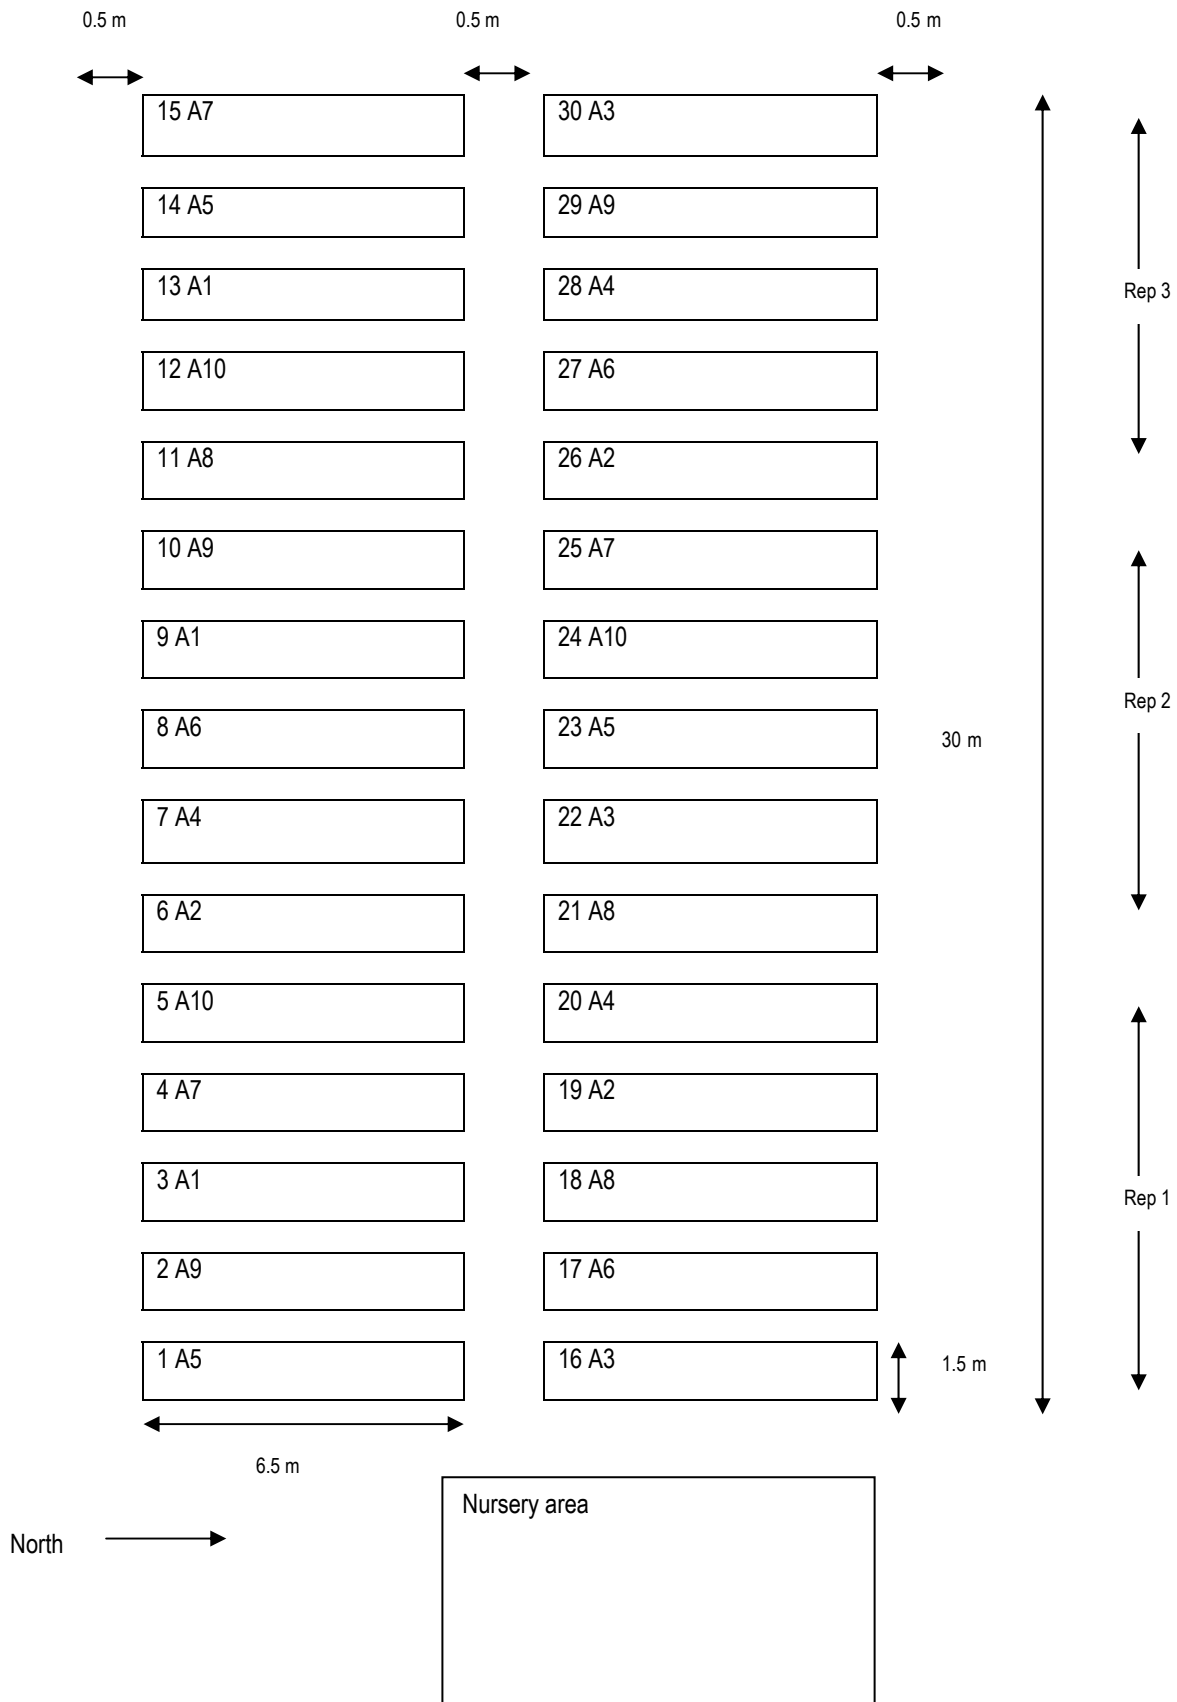 0.5 m 0.5 m 0.5 m
15 A7 30 A3
14 A5 29 A9
13 A1 28 A4
Rep 3
12 A10 27 A6
11 A8 26 A2
10 A9 25 A7
9 A1 24 A10
Rep 2
8 A6 23 A5
30 m
7 A4 22 A3
6 A2 21 A8
5 A10 20 A4
4 A7 19 A2
3 A1 18 A8
Rep 1
2 A9 17 A6
1 A5 16 A3
1.5 m
6.5 m
Nursery area
North